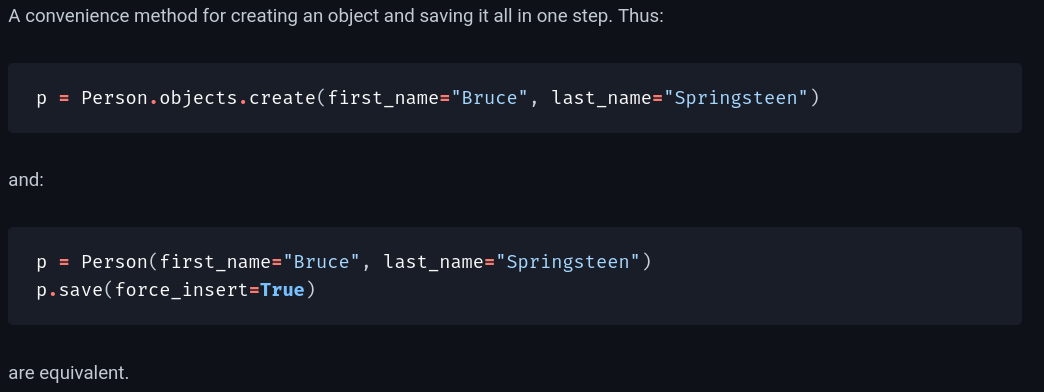 A convenience method for creating an object and saving it all in one step. Thus:
p = Person.objects.create(first_name="Bruce", last_name="Springsteen")
and:
p = Person(first_name="Bruce", last_name="Springsteen")
p.save(force_insert=True)
are equivalent.